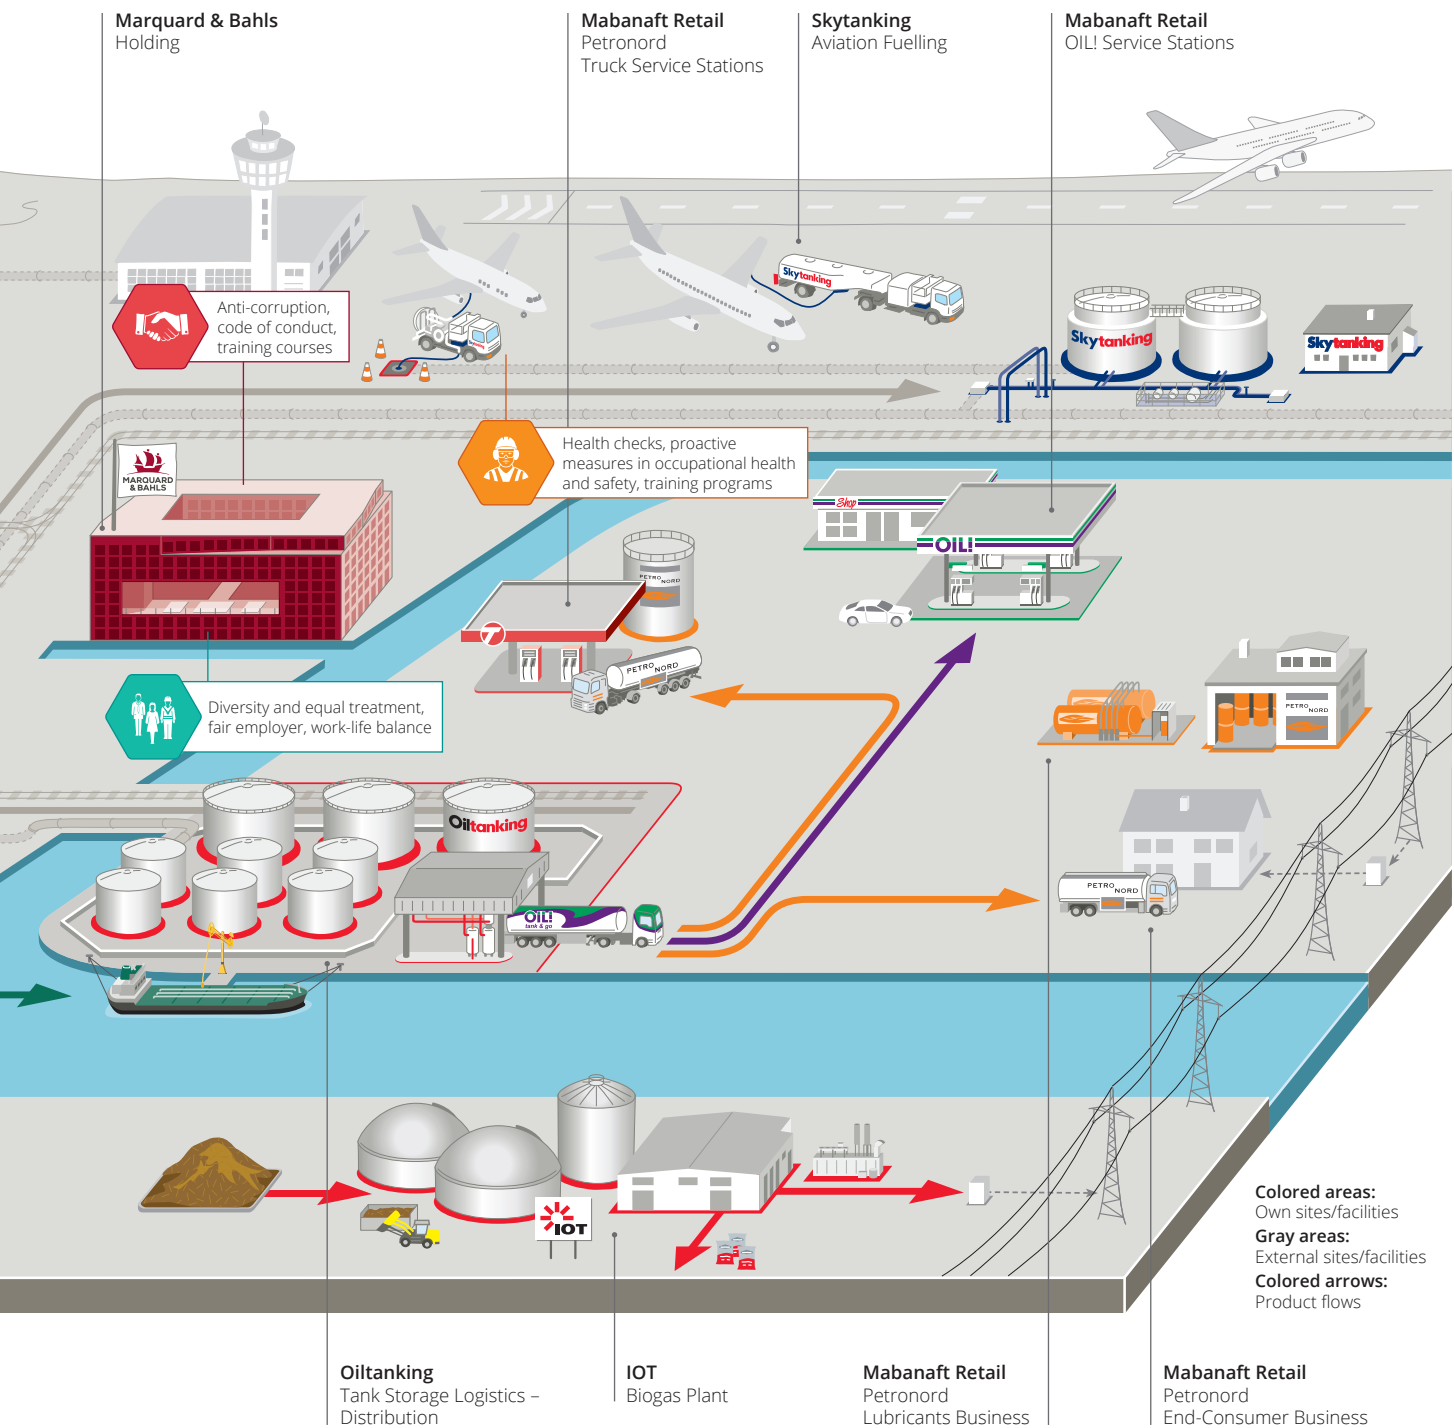 Marquard & Bahls
Holding
Mabanaft Retail
Petronord
Truck Service Stations
Skytanking
Aviation Fuelling
Mabanaft Retail
OIL! Service Stations
Skytanking
Anti-corruption,
code of conduct,
training courses
Skytanking
Skytanking
Health checks, proactive
measures in occupational health
and safety, training programs
MARQUARD
& BAHLS
Shop
OIL!
PETRO
NORD
T
PETRO
NORD
PETRO
NORD
Diversity and equal treatment,
fair employer, work-life balance
Oiltanking
PETRO
NORD
OIL!
tank & go
IOT
Colored areas:
Own sites/facilities
Gray areas:
External sites/facilities
Colored arrows:
Product flows
Oiltanking
Tank Storage Logistics –
Distribution
IOT
Biogas Plant
Mabanaft Retail
Petronord
Lubricants Business
Mabanaft Retail
Petronord
End-Consumer Business